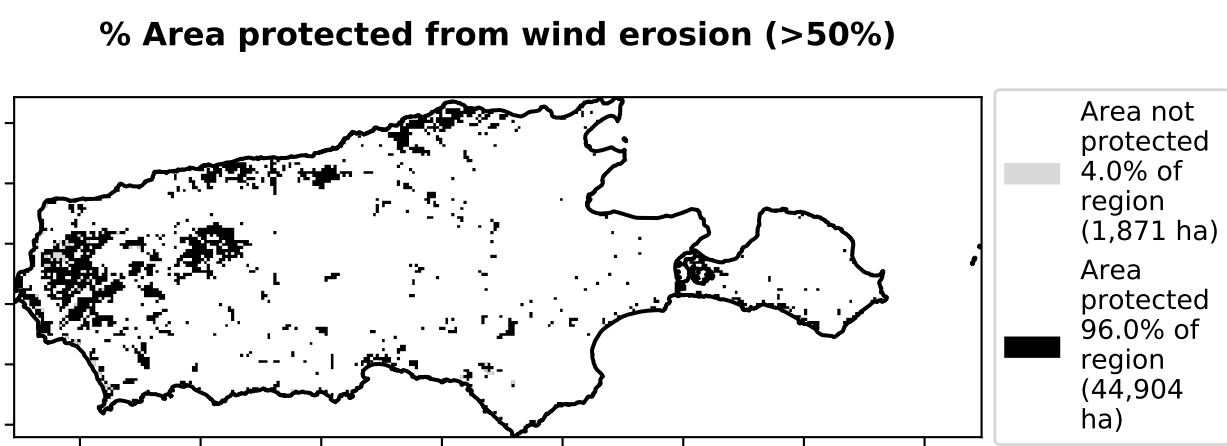 % Area protected from wind erosion (>50%)
Area not
protected
4.0% of
region
(1,871 ha)
Area
protected
96.0% of
region
(44,904
ha)